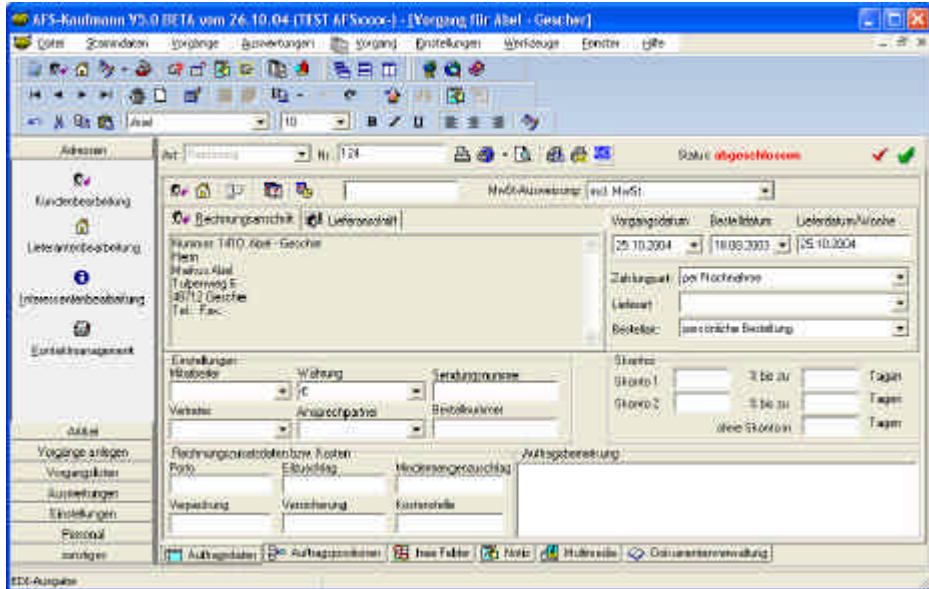 AFS-Kaufmann V5.0 BETA vom 26.10.04 (TEST AFSxxxx-) - [Vorgang für Abel - Gescher]
Datei Stammdaten Vorgänge Auswertungen Vorgang Einstellungen Werkzeuge Fenster Hilfe
Arial 10 B U
Adressen
Kundenbearbeitung
Lieferantenbearbeitung
Interessentenbearbeitung
Kontaktmanagement
Artikel
Vorgänge anlegen
Vorgangslisten
Auswertungen
Einstellungen
Personal
sonstiges
Art Rechnung Nr. 124 Status: abgeschlossen
MwSt-Ausweisung: incl. MwSt.
Rechnungsanschrift Lieferanschrift
Nummer 1410, Abel - Gescher
Herrn
Markus Abel
Tulpenweg 6
48712 Gescher
Tel.: Fax:
Vorgangsdatum Bestelldatum Lieferdatum/Woche
25.10.2004 25.10.2004
Zahlungsart: per Nachnahme
Lieferart:
Bestellart: persönliche Bestellung
Einstellungen
Mitarbeiter Währung Sendungsnummer
€
Vertreter Ansprechpartner Bestellnummer
Skontos
Skonto 1 % bis zu Tagen
Skonto 2 % bis zu Tagen
ohne Skonto in Tagen
Rechnungszusatzdaten bzw. Kosten
Porto Eilzuschlag Mindermengenzuschlag
Verpackung Versicherung Kostenstelle
Auftragsbemerkung
Auftragsdaten Auftragspositionen freie Felder Notiz Multimedia Dokumentenverwaltung
EDI-Ausgabe